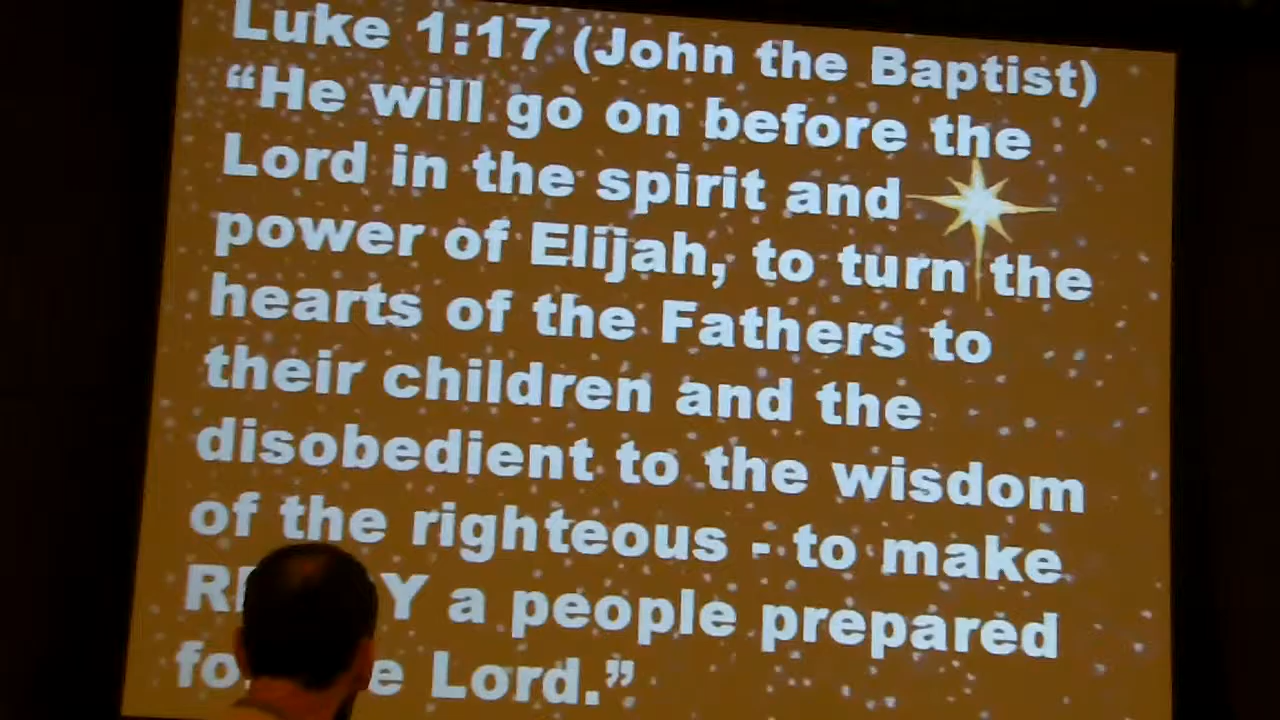 Luke 1:17 (John the Baptist)
“He will go on before the
Lord in the spirit and
power of Elijah, to turn the
hearts of the Fathers to
their children and the
disobedient to the wisdom
of the righteous - to make
a people prepared
Lord.”